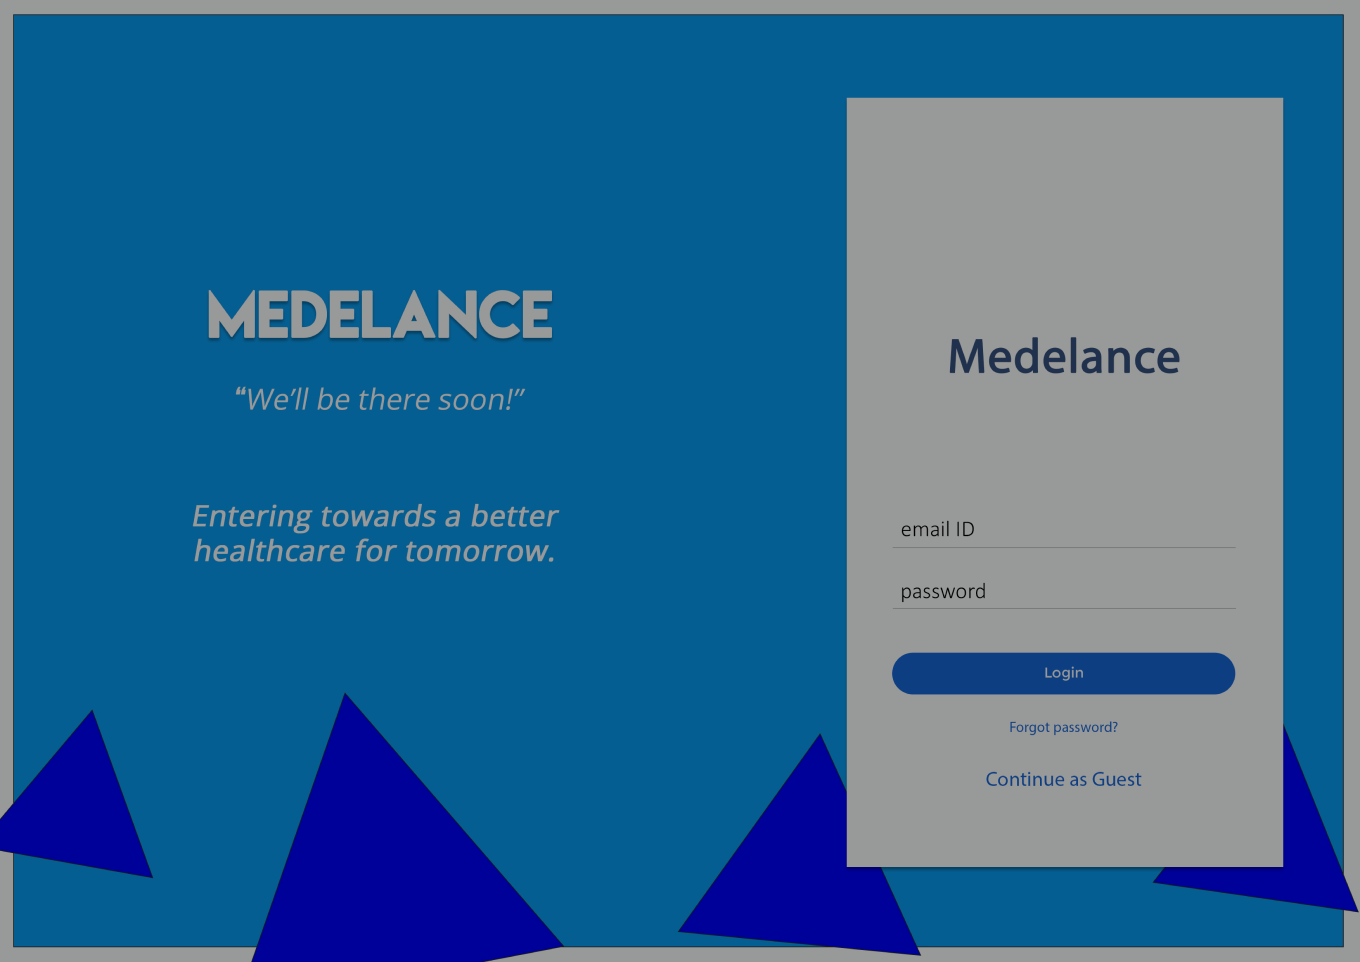 MEDELANCE
“We’ll be there soon!”
Entering towards a better
healthcare for tomorrow.
Medelance
email ID
password
Login
Forgot password?
Continue as Guest